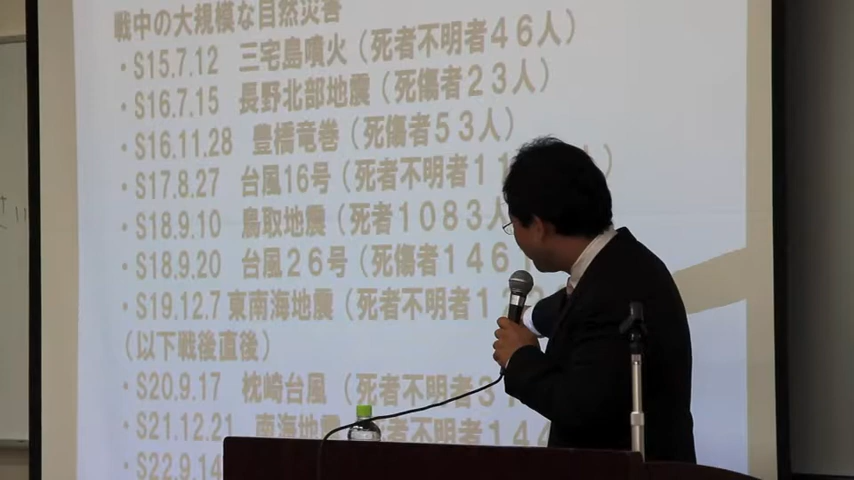 戦中の大規模な自然災害
・S15.7.12 三宅島噴火（死者不明者46人）
・S16.7.15 長野北部地震（死傷者23人）
・S16.11.28 豊橋竜巻（死傷者53人）
・S17.8.27 台風16号（死者不明者11 ）
・S18.9.10 鳥取地震（死者1083人
・S18.9.20 台風26号（死傷者146
・S19.12.7 東南海地震（死者不明者1
（以下戦後直後）
・S20.9.17 枕崎台風（死者不明者
・S21.12.21 南海地震 死者不明者144
・S22.9.14